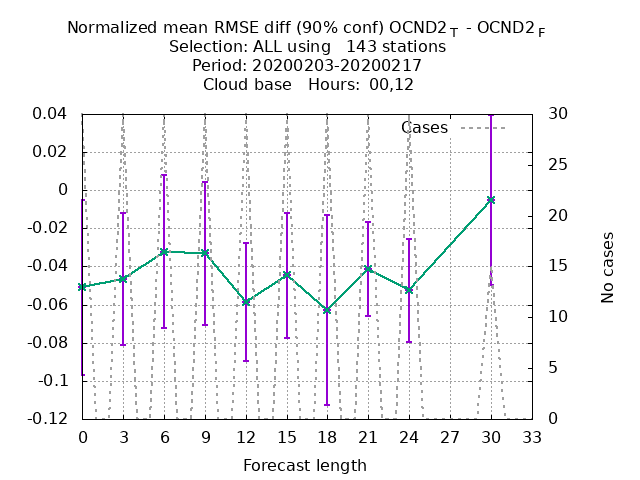 Normalized mean RMSE diff (90% conf) OCND2 T - OCND2 F
Selection: ALL using 143 stations
Period: 20200203-20200217
Cloud base Hours: 00,12
Cases
0.04
0.02
0
-0.02
-0.04
-0.06
-0.08
-0.1
-0.12
30
25
20
15
10
5
0
No cases
0 3 6 9 12 15 18 21 24 27 30 33
Forecast length